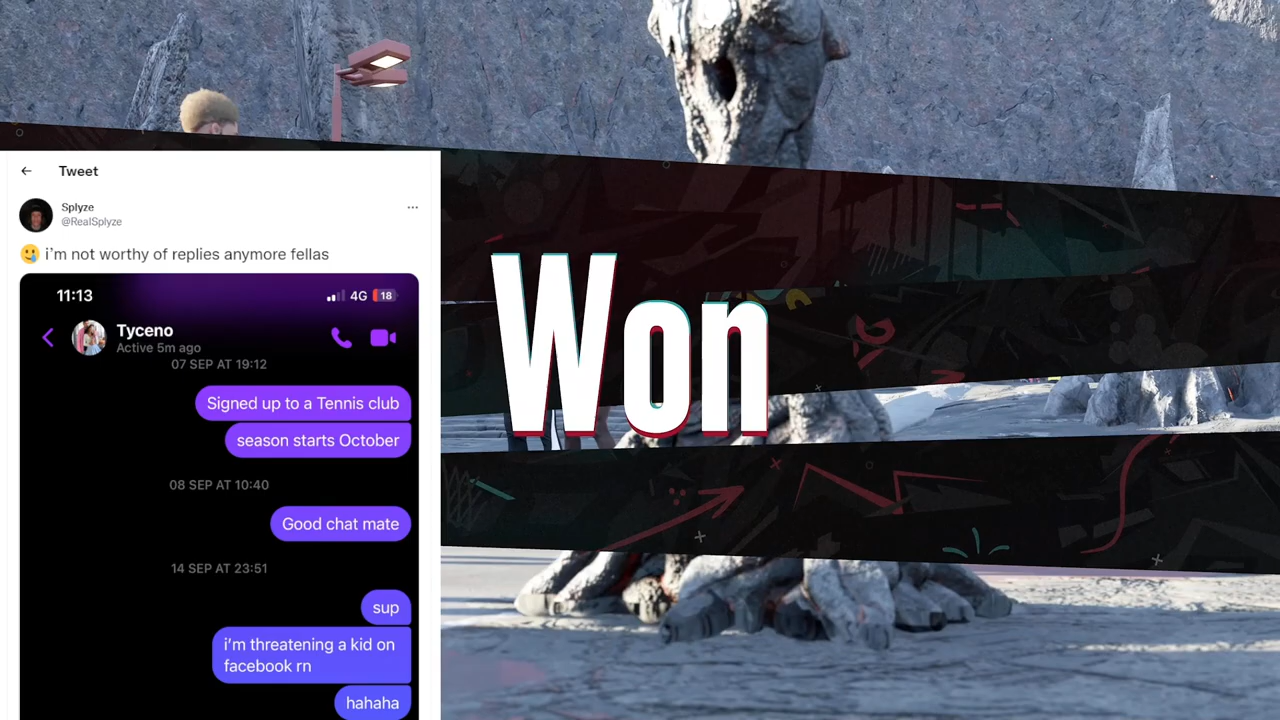 Tweet
Splyze
@RealSplyze
🥲 i'm not worthy of replies anymore fellas
11:13
4G 18
Tyceno
Active 5m ago
07 SEP AT 19:12
Signed up to a Tennis club
season starts October
08 SEP AT 10:40
Good chat mate
14 SEP AT 23:51
sup
i'm threatening a kid on
facebook rn
hahaha
Won